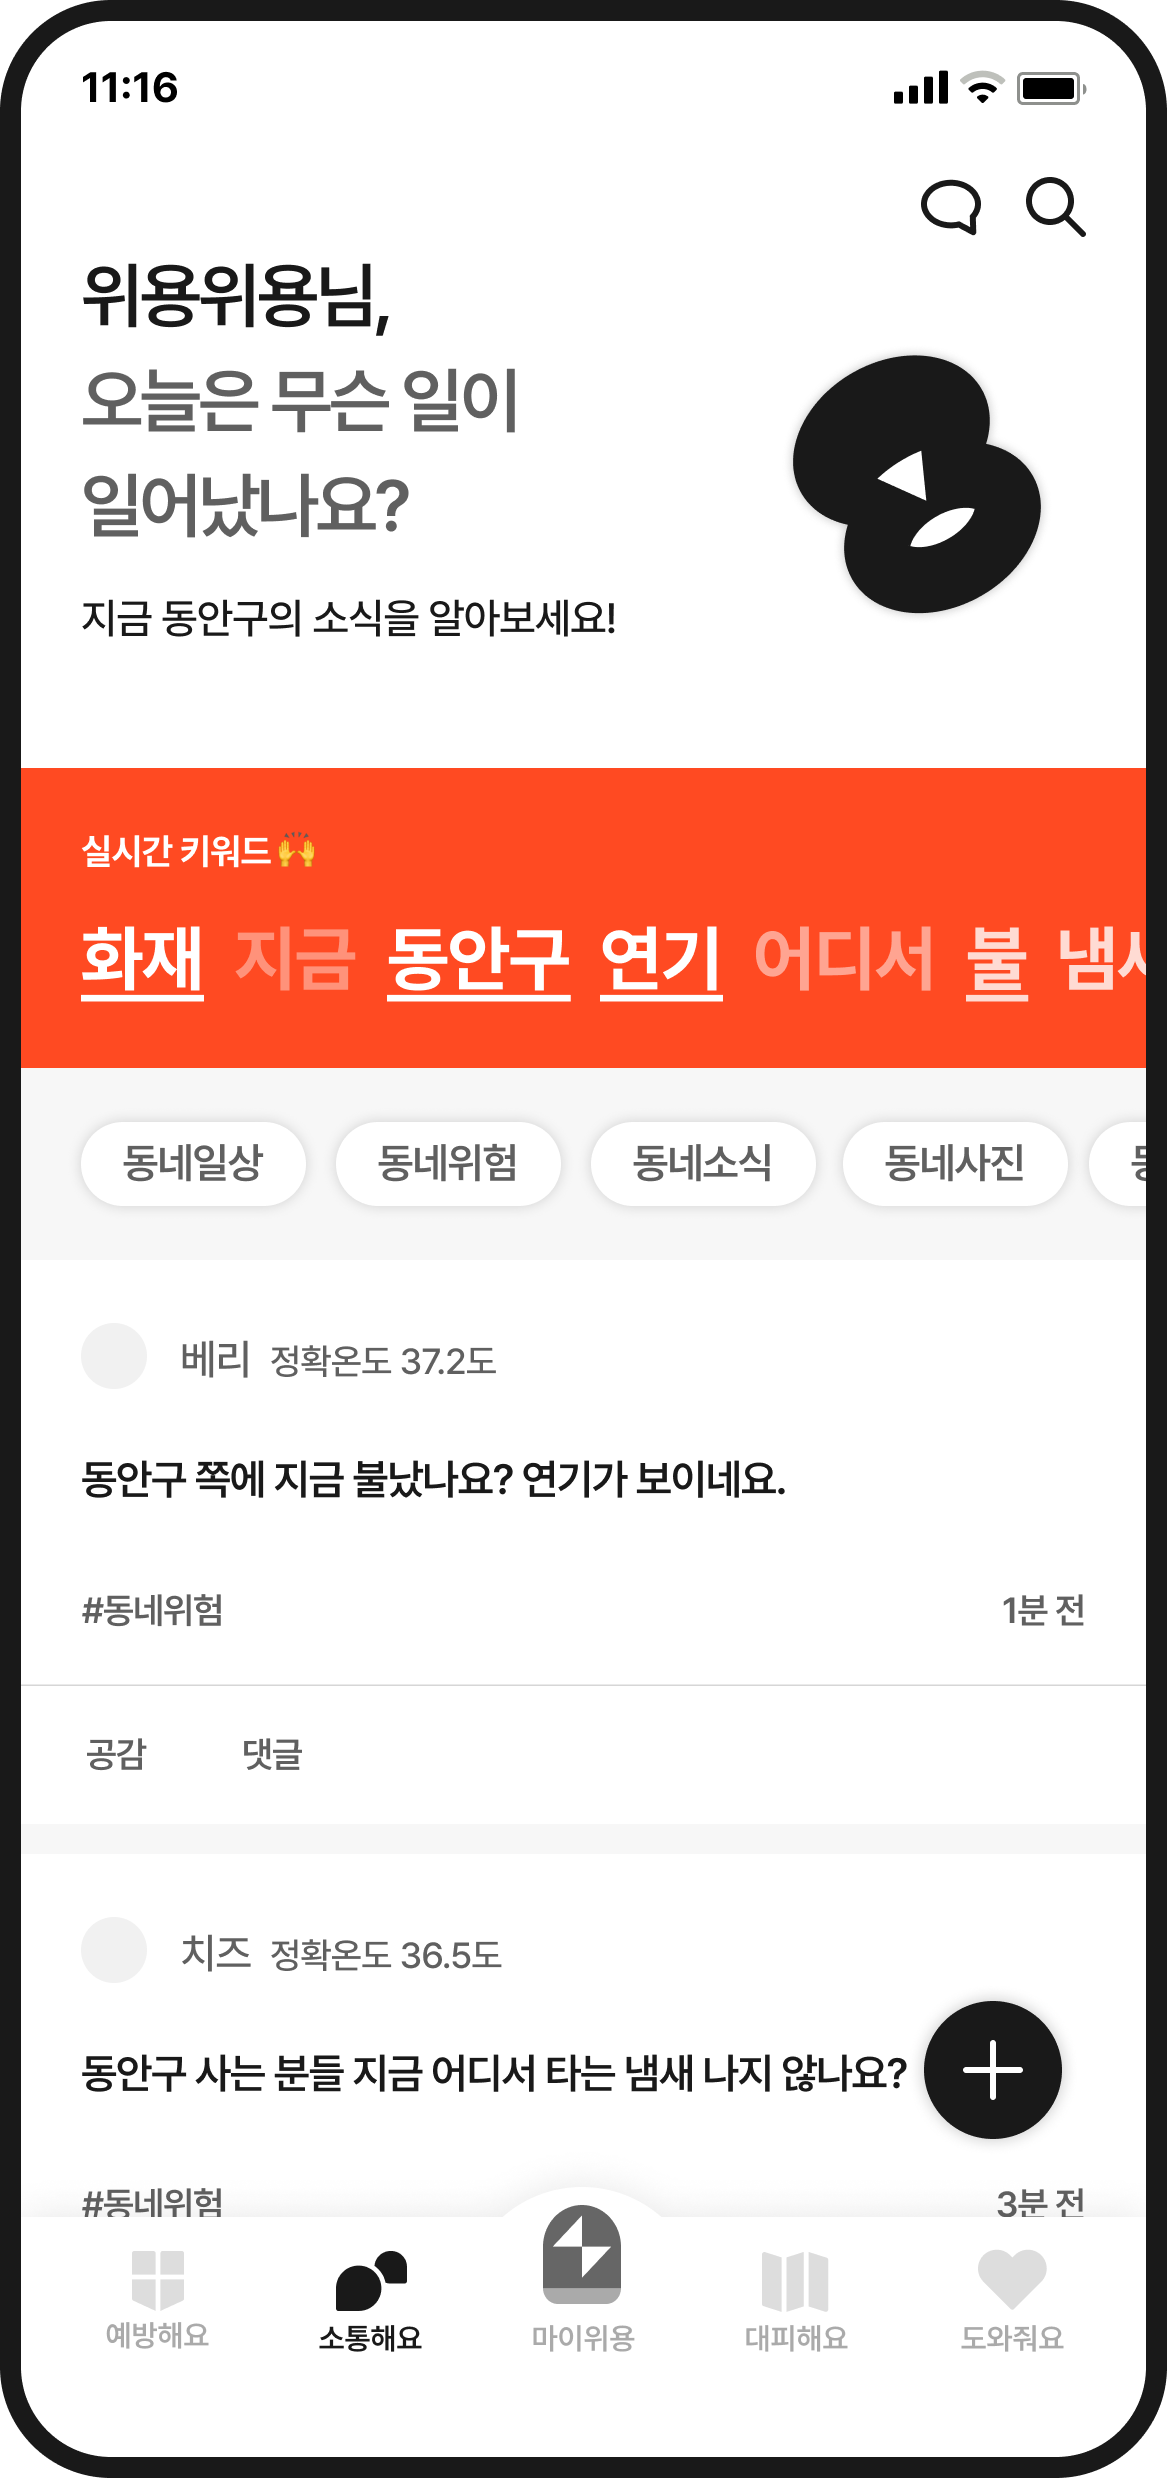 11:16
위용위용님,
오늘은 무슨 일이
일어났나요?
지금 동안구의 소식을 알아보세요!
실시간 키워드 🙌
화재 지금 동안구 연기 어디서 불
동네일상 동네위험 동네소식 동네사진
베리 정확온도 37.2도
동안구 쪽에 지금 불났나요? 연기가 보이네요.
#동네위험 1분 전
공감 댓글
치즈 정확온도 36.5도
동안구 사는 분들 지금 어디서 타는 냄새 나지 않나요?
#동네위험 3분 전
예방해요 소통해요 마이위용 대피해요 도와줘요